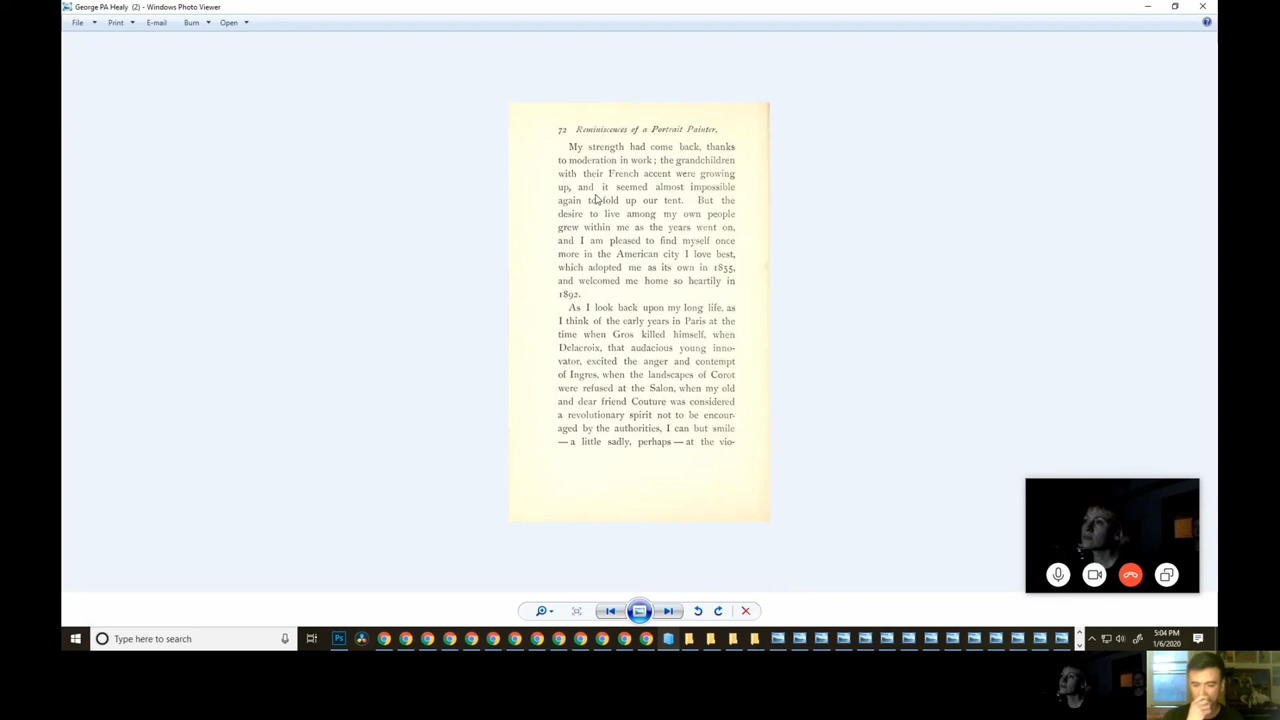 George PA Healy (2) - Windows Photo Viewer
File Print E-mail Burn Open
72 Reminiscences of a Portrait Painter.
My strength had come back, thanks
to moderation in work; the grandchildren
with their French accent were growing
up, and it seemed almost impossible
again to fold up our tent. But the
desire to live among my own people
grew within me as the years went on,
and I am pleased to find myself once
more in the American city I love best,
which adopted me as its own in 1855,
and welcomed me home so heartily in
1892.
As I look back upon my long life, as
I think of the early years in Paris at the
time when Gros killed himself, when
Delacroix, that audacious young inno-
vator, excited the anger and contempt
of Ingres, when the landscapes of Corot
were refused at the Salon, when my old
and dear friend Couture was considered
a revolutionary spirit not to be encour-
aged by the authorities, I can but smile
— a little sadly, perhaps — at the vio-
Type here to search
Ps
5:04 PM
1/6/2020